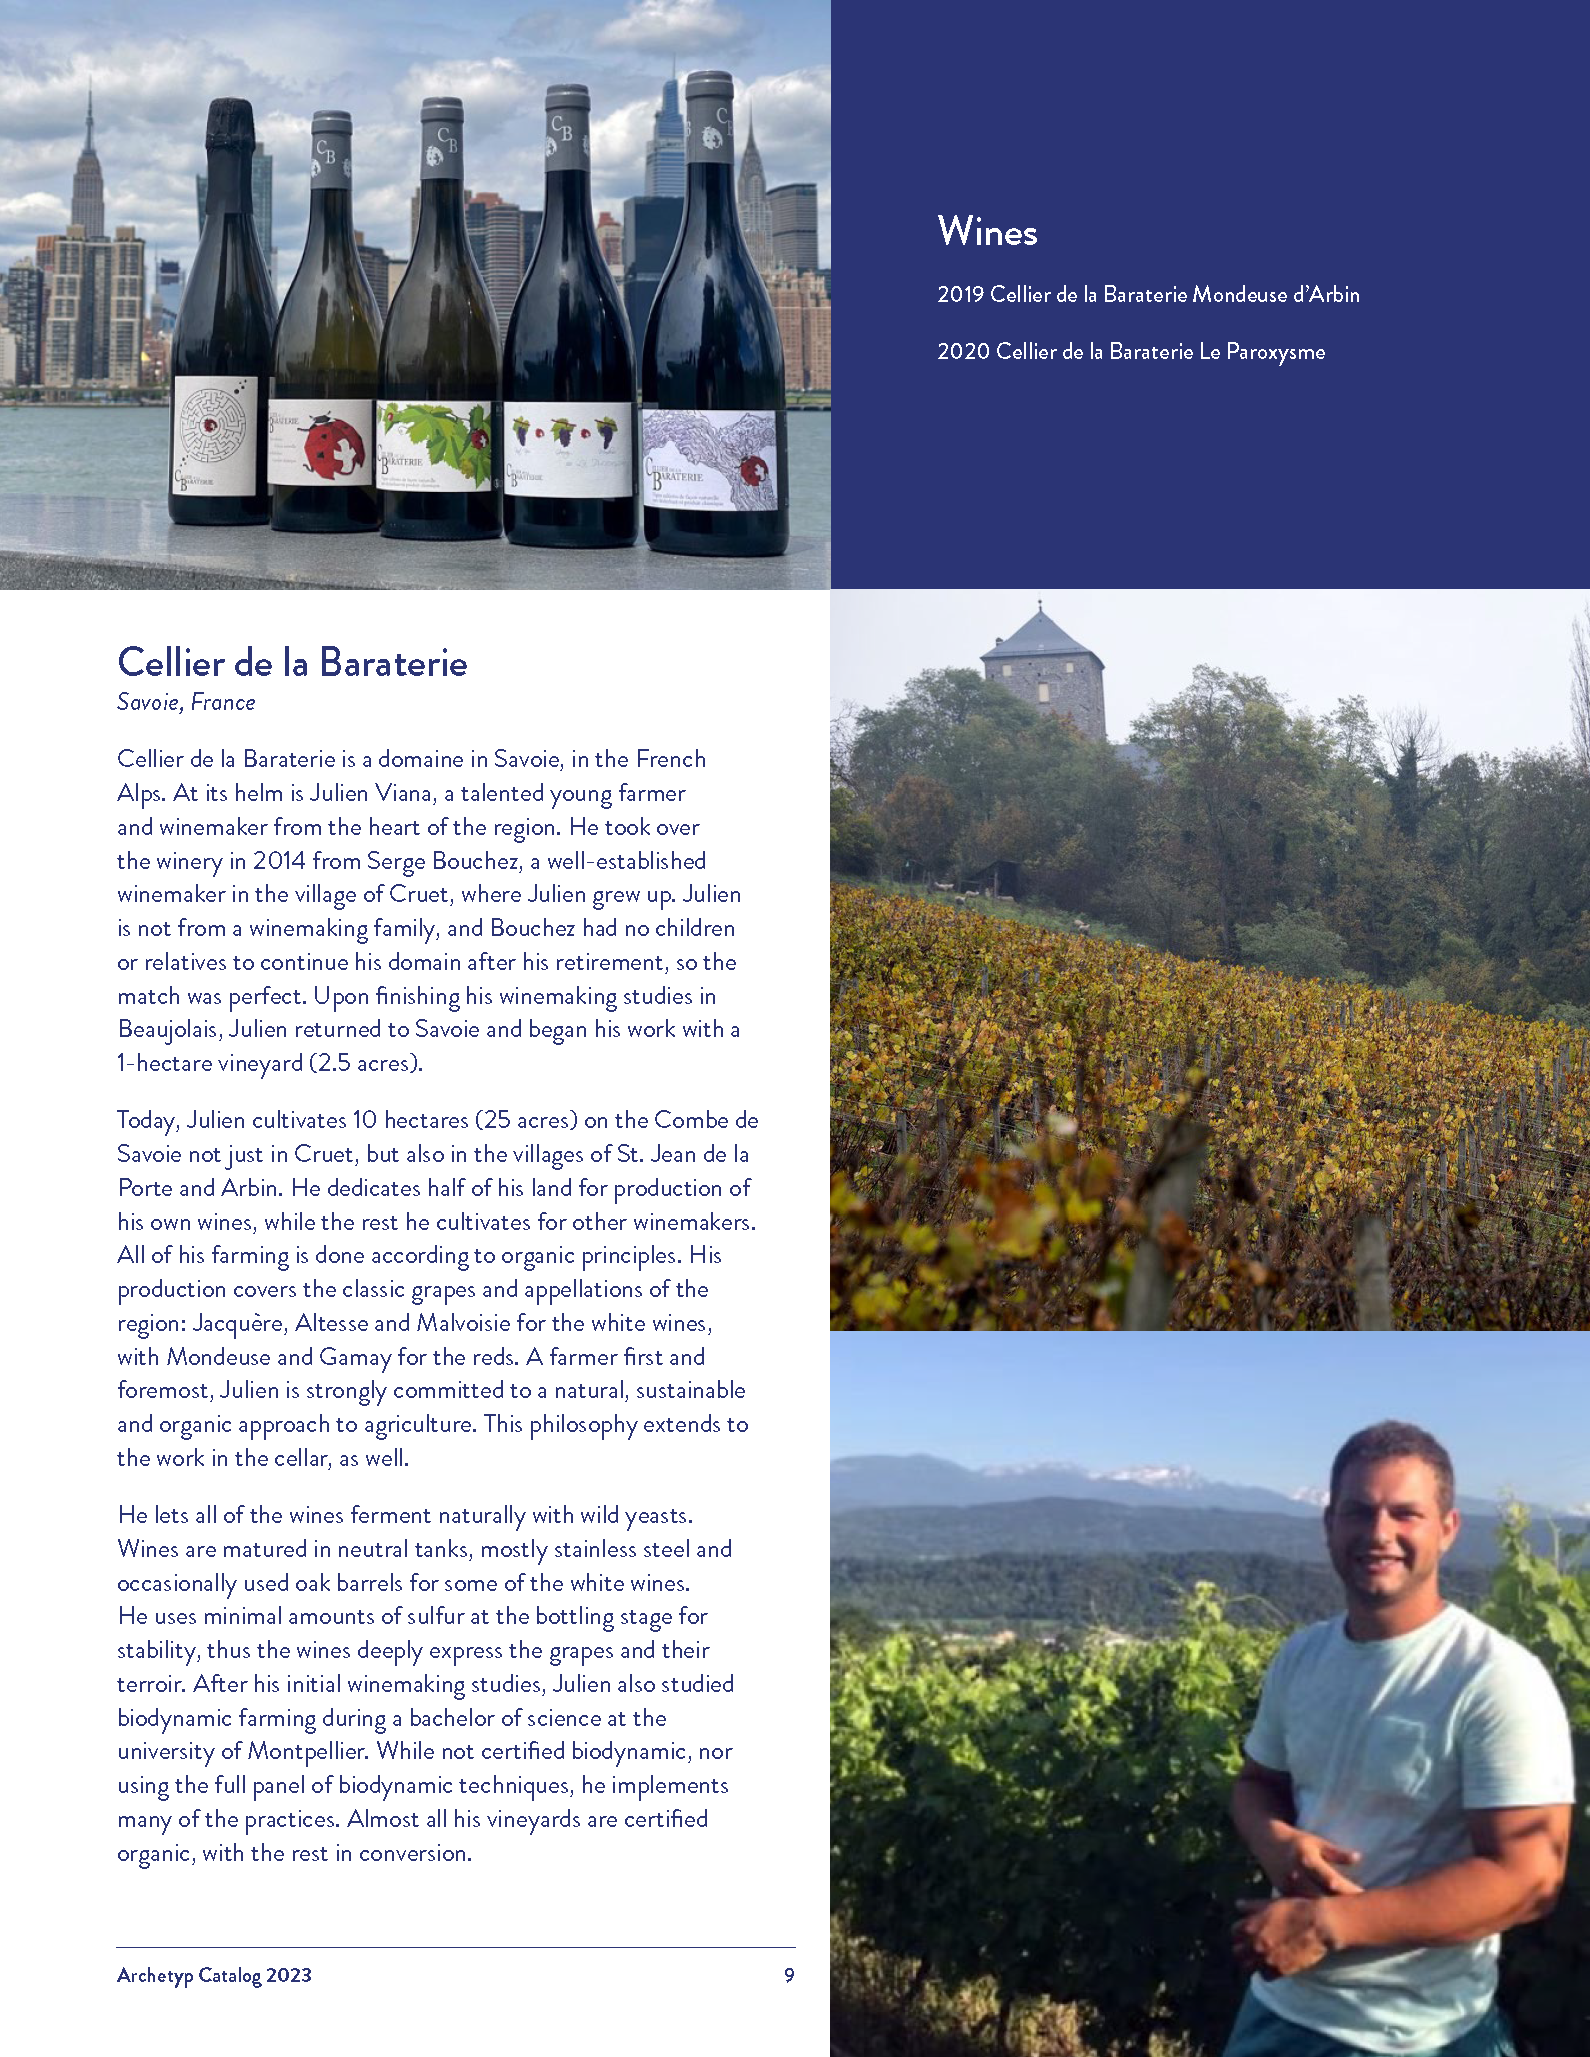 C
B
C
B
C
B
C
BARATERIE
BARATERIE
CELLIER DE LA
BARATERIE
BARATERIE
Wines
2019 Cellier de la Baraterie Mondeuse d’Arbin
2020 Cellier de la Baraterie Le Paroxysme
Cellier de la Baraterie
Savoie, France
Cellier de la Baraterie is a domaine in Savoie, in the French
Alps. At its helm is Julien Viana, a talented young farmer
and winemaker from the heart of the region. He took over
the winery in 2014 from Serge Bouchez, a well-established
winemaker in the village of Cruet, where Julien grew up. Julien
is not from a winemaking family, and Bouchez had no children
or relatives to continue his domain after his retirement, so the
match was perfect. Upon finishing his winemaking studies in
Beaujolais, Julien returned to Savoie and began his work with a
1-hectare vineyard (2.5 acres).
Today, Julien cultivates 10 hectares (25 acres) on the Combe de
Savoie not just in Cruet, but also in the villages of St. Jean de la
Porte and Arbin. He dedicates half of his land for production of
his own wines, while the rest he cultivates for other winemakers.
All of his farming is done according to organic principles. His
production covers the classic grapes and appellations of the
region: Jacquère, Altesse and Malvoisie for the white wines,
with Mondeuse and Gamay for the reds. A farmer first and
foremost, Julien is strongly committed to a natural, sustainable
and organic approach to agriculture. This philosophy extends to
the work in the cellar, as well.
He lets all of the wines ferment naturally with wild yeasts.
Wines are matured in neutral tanks, mostly stainless steel and
occasionally used oak barrels for some of the white wines.
He uses minimal amounts of sulfur at the bottling stage for
stability, thus the wines deeply express the grapes and their
terroir. After his initial winemaking studies, Julien also studied
biodynamic farming during a bachelor of science at the
university of Montpellier. While not certified biodynamic, nor
using the full panel of biodynamic techniques, he implements
many of the practices. Almost all his vineyards are certified
organic, with the rest in conversion.
Archetyp Catalog 2023
9